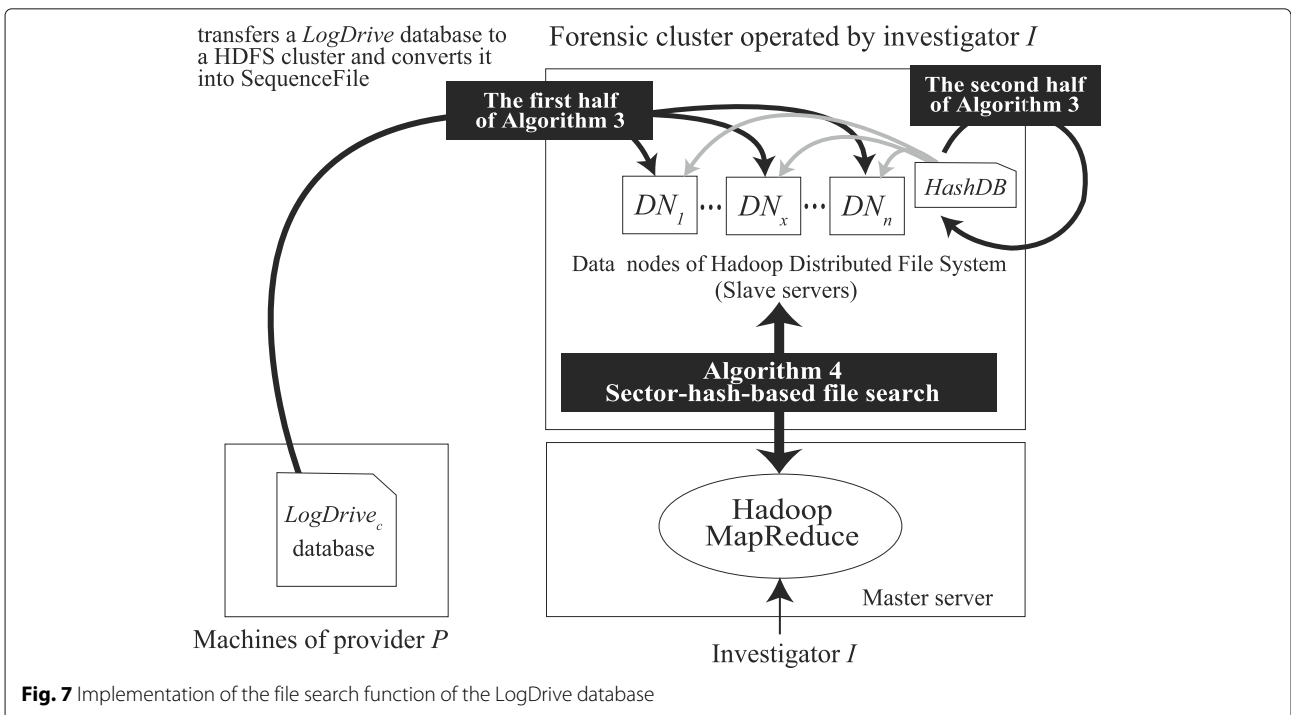 transfers a LogDrive database to
a HDFS cluster and converts it
into SequenceFile
Forensic cluster operated by investigator I
The first half
of Algorithm 3
The second half
of Algorithm 3
DN1 ... DNx ... DNn
HashDB
Data nodes of Hadoop Distributed File System
(Slave servers)
Algorithm 4
Sector-hash-based file search
LogDrivec
database
Machines of provider P
Hadoop
MapReduce
Master server
Investigator I
Fig. 7 Implementation of the file search function of the LogDrive database